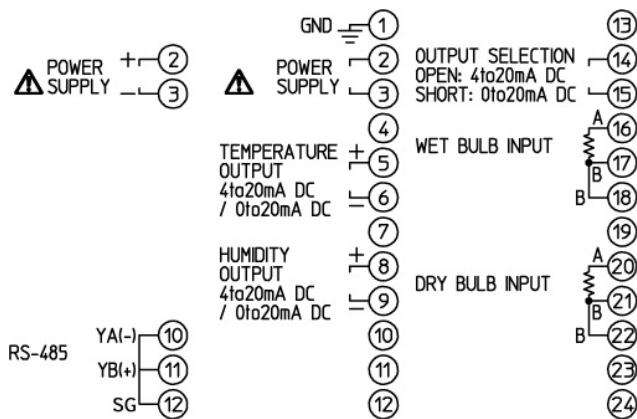 POWER
SUPPLY
+
2
−
3
RS-485
YA(-)
10
YB(+)
11
SG
12
GND
1
POWER
SUPPLY
2
3
4
TEMPERATURE
OUTPUT
4to20mA DC
/ 0to20mA DC
+
5
−
6
7
HUMIDITY
OUTPUT
4to20mA DC
/ 0to20mA DC
+
8
−
9
10
11
12
13
OUTPUT SELECTION
OPEN: 4to20mA DC
SHORT: 0to20mA DC
14
15
WET BULB INPUT
A
16
17
B
B
18
19
DRY BULB INPUT
A
20
21
B
B
22
23
24